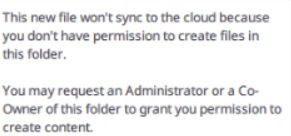 This new file won't sync to the cloud because
you don't have permission to create files in
this folder.
You may request an Administrator or a Co-
Owner of this folder to grant you permission to
create content.